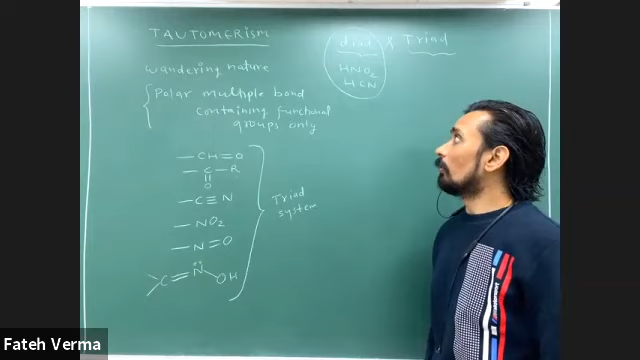 TAUTOMERISM
diad & Triad
HNO2
HCN
wandering nature
Polar multiple bond
containing functional
groups only
—CH=O
—C—R
O
—C≡N
—NO2
—N=O
C=N OH
Triad
system
Fateh Verma